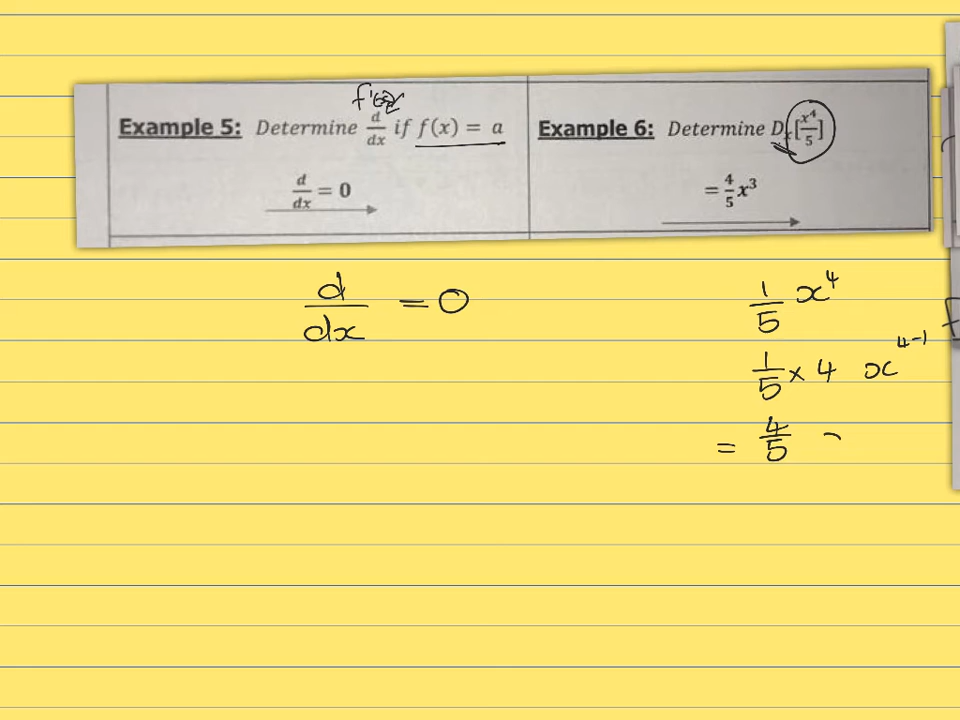 Example 5: Determine d/dx if f(x) = a
d/dx = 0
Example 6: Determine Dx[x⁴/5]
= 4/5 x³
d/dx = 0
1/5 x⁴
1/5 × 4 x⁴⁻¹
= 4/5